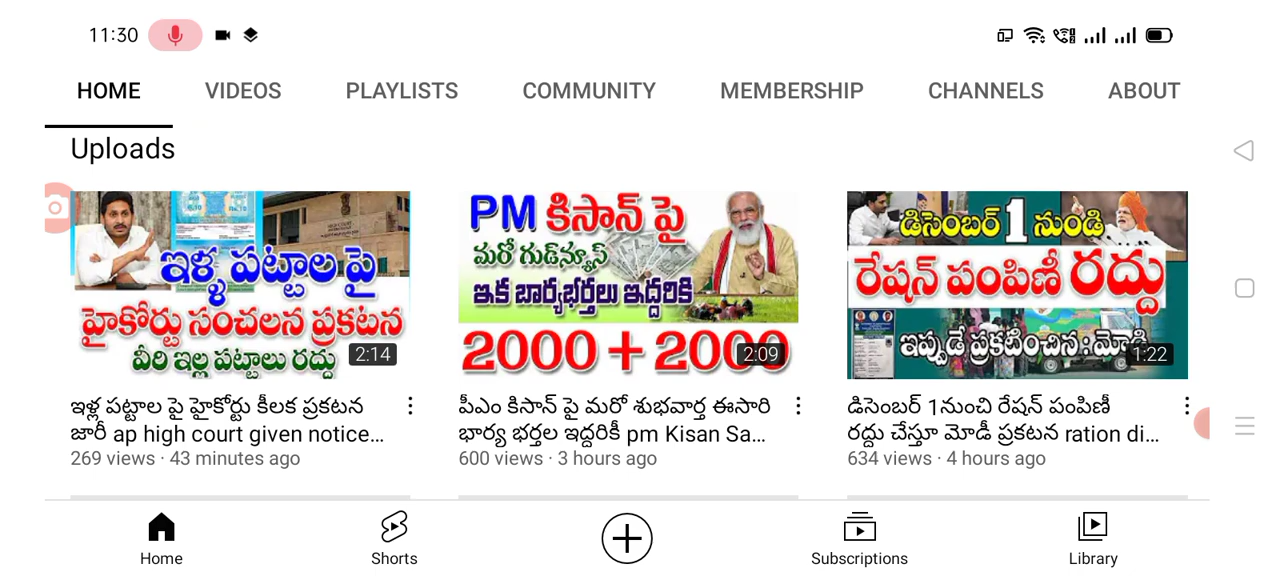 11:30
HOME VIDEOS PLAYLISTS COMMUNITY MEMBERSHIP CHANNELS ABOUT
Uploads
ఇళ్ళ పట్టాల పై
హైకోర్టు సంచలన ప్రకటన
వీరి ఇల్ల పట్టాలు రద్దు
2:14
ఇళ్ల పట్టాల పై హైకోర్టు కీలక ప్రకటన
జారీ ap high court given notice...
269 views · 43 minutes ago
PM కిసాన్ పై
మరో గుడ్‌న్యూస్
ఇక బార్యభర్తలు ఇద్దరికి
2000 + 2000
2:09
పీఎం కిసాన్ పై మరో శుభవార్త ఈసారి
భార్య భర్తల ఇద్దరికీ pm Kisan Sa...
600 views · 3 hours ago
డిసెంబర్ 1 నుండి
రేషన్ పంపిణీ రద్దు
ఇప్పుడే ప్రకటించిన : మోడి
1:22
డిసెంబర్ 1నుంచి రేషన్ పంపిణీ
రద్దు చేస్తూ మోడీ ప్రకటన ration di...
634 views · 4 hours ago
Home Shorts Subscriptions Library